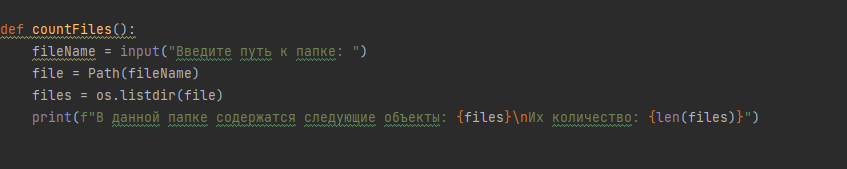 def countFiles():
    fileName = input("Введите путь к папке: ")
    file = Path(fileName)
    files = os.listdir(file)
    print(f"В данной папке содержатся следующие объекты: {files}\nИх количество: {len(files)}")